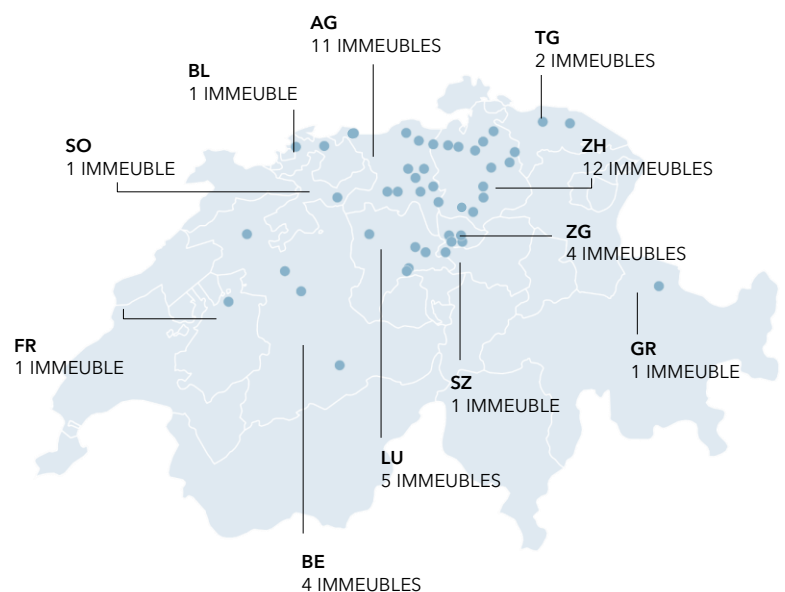 AG
11 IMMEUBLES
TG
2 IMMEUBLES
BL
1 IMMEUBLE
SO
1 IMMEUBLE
ZH
12 IMMEUBLES
ZG
4 IMMEUBLES
FR
1 IMMEUBLE
GR
1 IMMEUBLE
SZ
1 IMMEUBLE
LU
5 IMMEUBLES
BE
4 IMMEUBLES